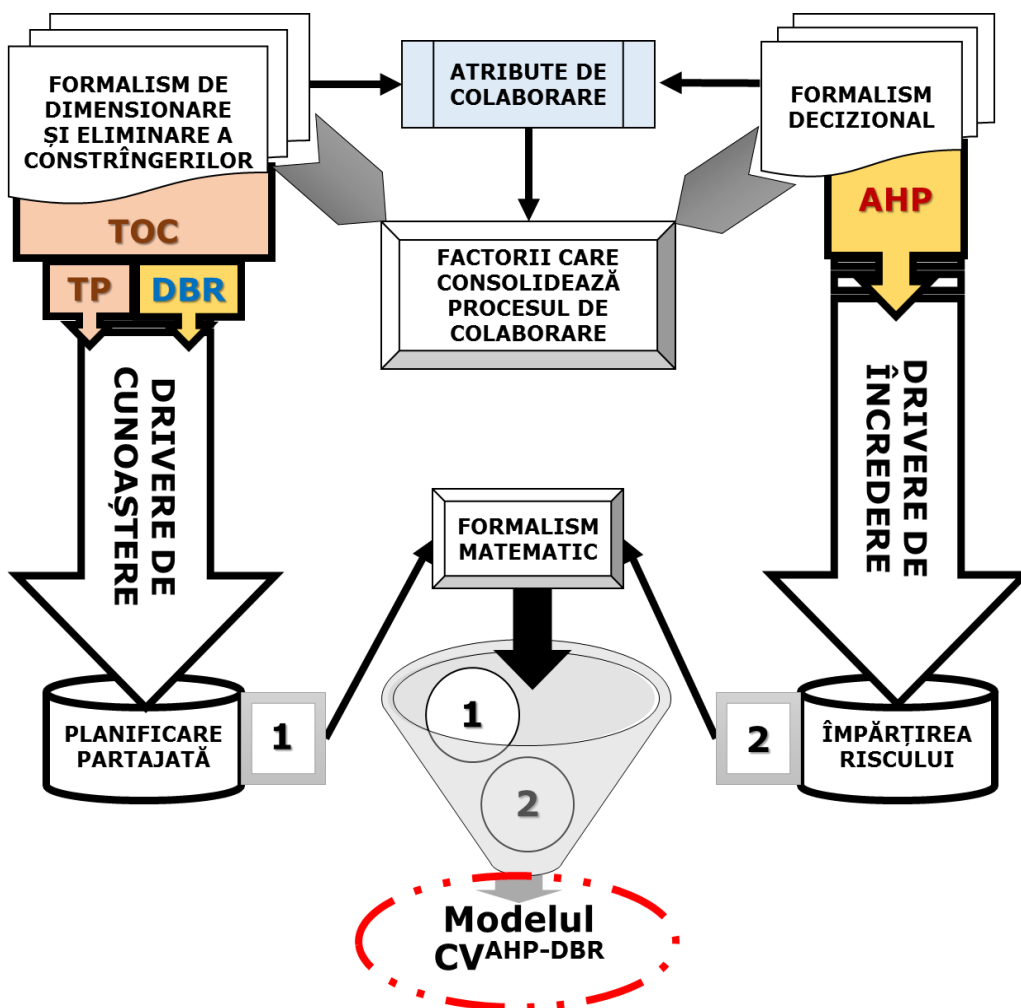 FORMALISM DE
DIMENSIONARE
ȘI ELIMINARE A
CONSTRÎNGERILOR
ATRIBUTE DE
COLABORARE
FORMALISM
DECIZIONAL
TOC
AHP
TP
DBR
FACTORII CARE
CONSOLIDEAZĂ
PROCESUL DE
COLABORARE
DRIVERE DE
CUNOAȘTERE
DRIVERE DE
ÎNCREDERE
FORMALISM
MATEMATIC
PLANIFICARE
PARTAJATĂ
1
1
2
2
ÎMPĂRȚIREA
RISCULUI
Modelul
CVAHP-DBR